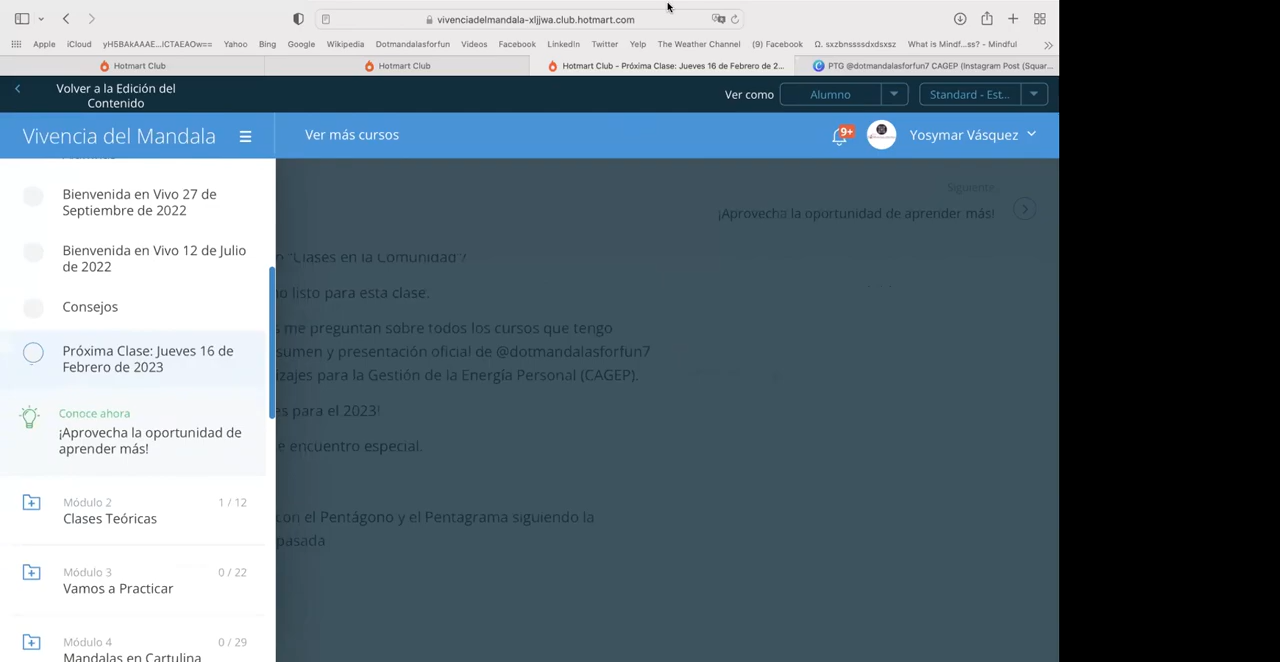 vivenciadelmandala-xljjwa.club.hotmart.com
Apple iCloud yH5BAkAAAE...ICTAEAOw== Yahoo Bing Google Wikipedia Dotmandalasforfun Videos Facebook LinkedIn Twitter Yelp The Weather Channel (9) Facebook Ω. sxzbnssssdxdsxsz What is Mindf...ss? - Mindful
Hotmart Club Hotmart Club Hotmart Club - Próxima Clase: Jueves 16 de Febrero de 2... PTG @dotmandalasforfun7 CAGEP (Instagram Post (Squar...
Volver a la Edición del
Contenido
Ver como Alumno Standard - Est...
Vivencia del Mandala
Ver más cursos
9+
Yosymar Vásquez
Bienvenida en Vivo 27 de
Septiembre de 2022
Bienvenida en Vivo 12 de Julio
de 2022
Consejos
Próxima Clase: Jueves 16 de
Febrero de 2023
Conoce ahora
¡Aprovecha la oportunidad de
aprender más!
Módulo 2 1 / 12
Clases Teóricas
Módulo 3 0 / 22
Vamos a Practicar
Módulo 4 0 / 29
Mandalas en Cartulina
Siguiente
¡Aprovecha la oportunidad de aprender más!
"Clases en la Comunidad"?
listo para esta clase.
me preguntan sobre todos los cursos que tengo
sumen y presentación oficial de @dotmandalasforfun7
izajes para la Gestión de la Energía Personal (CAGEP).
es para el 2023!
e encuentro especial.
con el Pentágono y el Pentagrama siguiendo la
pasada